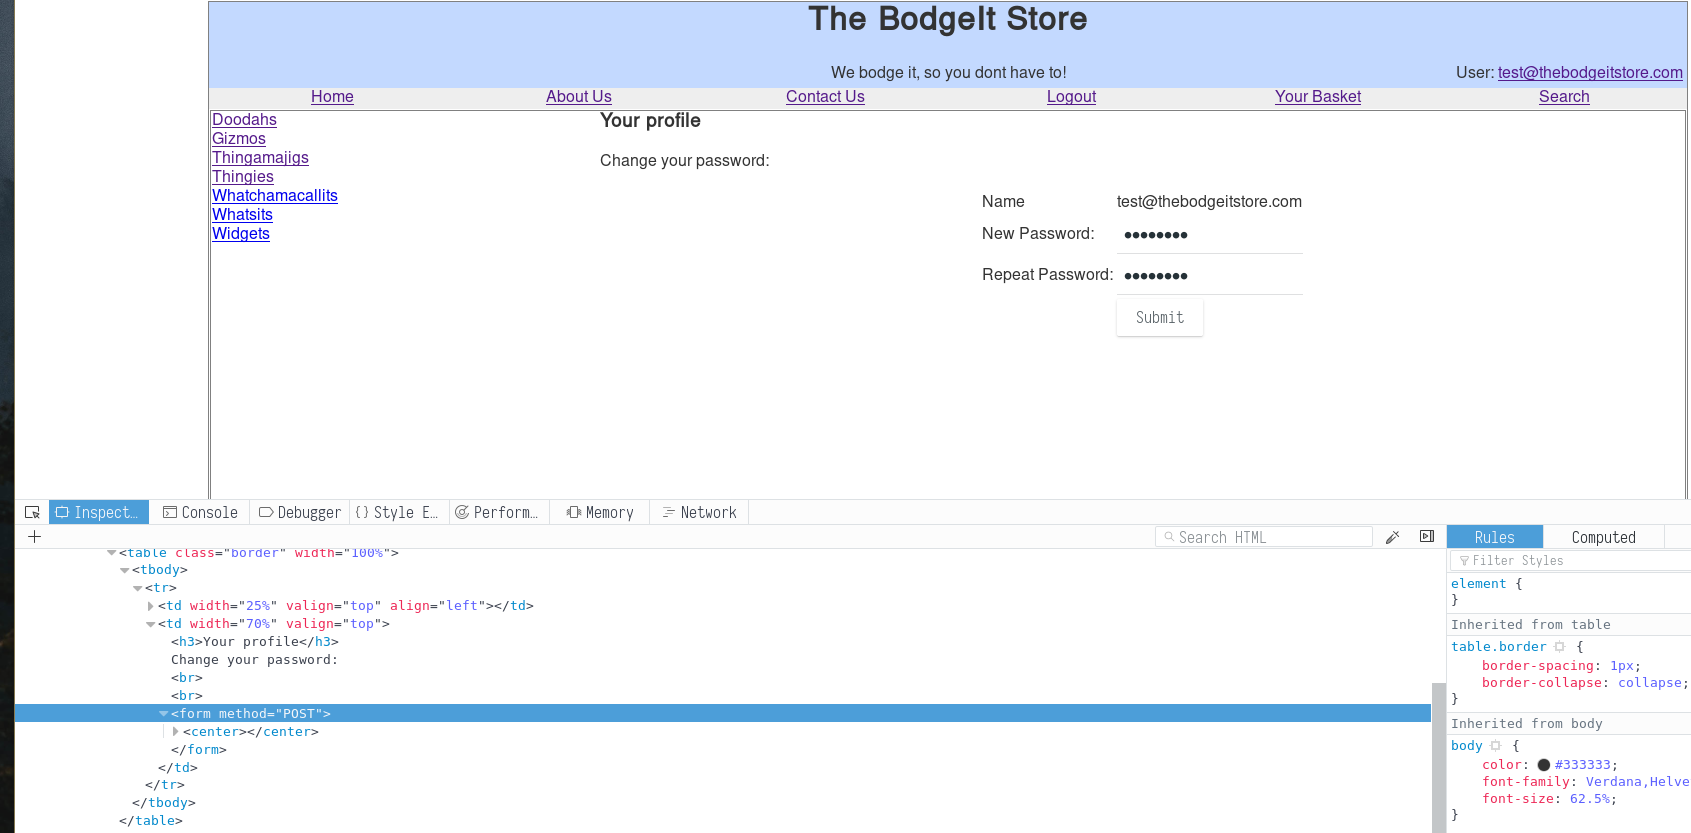 The BodgeIt Store
We bodge it, so you dont have to!
User: test@thebodgeitstore.com
Home About Us Contact Us Logout Your Basket Search
Doodahs
Gizmos
Thingamajigs
Thingies
Whatchamacallits
Whatsits
Widgets
Your profile
Change your password:
Name test@thebodgeitstore.com
New Password: ●●●●●●●●
Repeat Password: ●●●●●●●●
Submit
Inspect… Console Debugger {} Style E… Perform… Memory Network
+ Search HTML
<table class="border" width="100%">
<tbody>
<tr>
<td width="25%" valign="top" align="left"></td>
<td width="70%" valign="top">
<h3>Your profile</h3>
Change your password:
<br>
<br>
<form method="POST">
<center></center>
</form>
</td>
</tr>
</tbody>
</table>
Rules Computed
Filter Styles
element {
}
Inherited from table
table.border {
border-spacing: 1px;
border-collapse: collapse;
}
Inherited from body
body {
color: #333333;
font-family: Verdana,Helve
font-size: 62.5%;
}